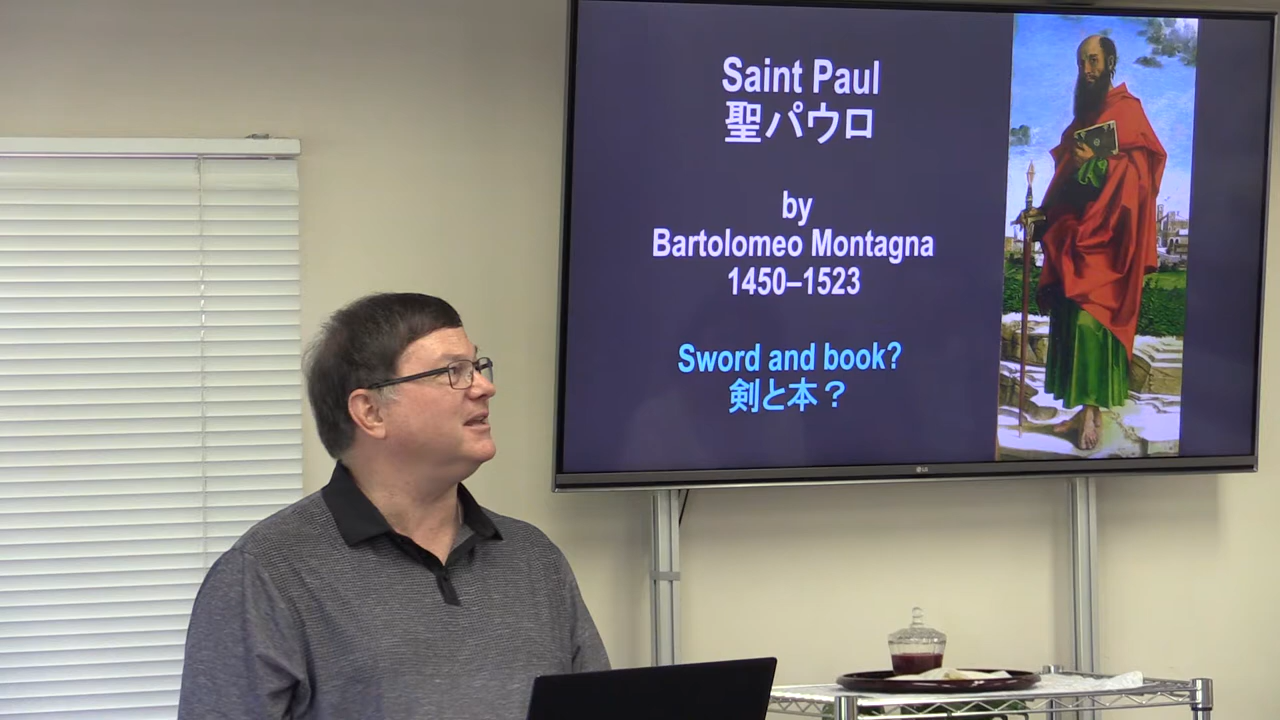 Saint Paul
聖パウロ
by
Bartolomeo Montagna
1450–1523
Sword and book?
剣と本？
LG